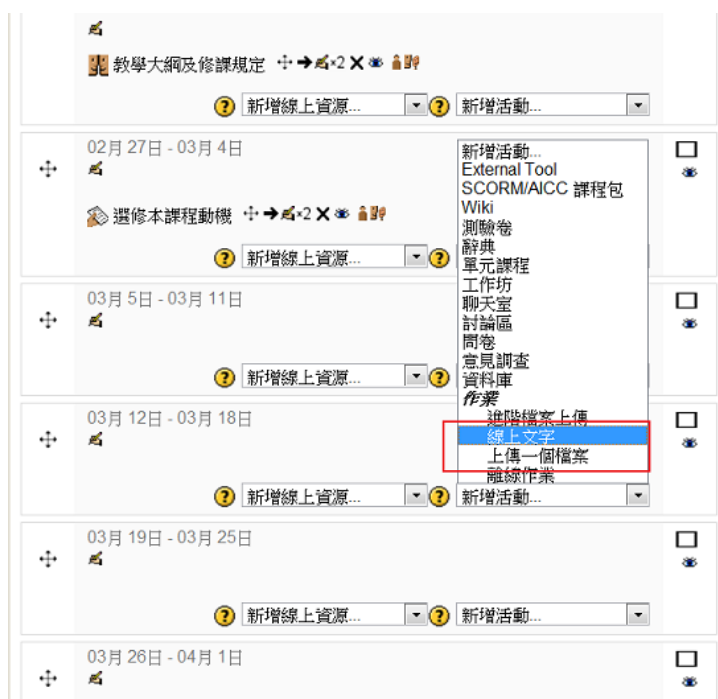 教學大綱及修課規定 ×2
新增線上資源... 新增活動...
02月 27日 - 03月 4日
選修本課程動機 ×2
新增線上資源...
新增活動...
External Tool
SCORM/AICC 課程包
Wiki
測驗卷
辭典
單元課程
工作坊
聊天室
討論區
問卷
意見調查
資料庫
作業
進階檔案上傳
線上文字
上傳一個檔案
離線作業
03月 5日 - 03月 11日
新增線上資源...
03月 12日 - 03月 18日
新增線上資源... 新增活動...
03月 19日 - 03月 25日
新增線上資源... 新增活動...
03月 26日 - 04月 1日